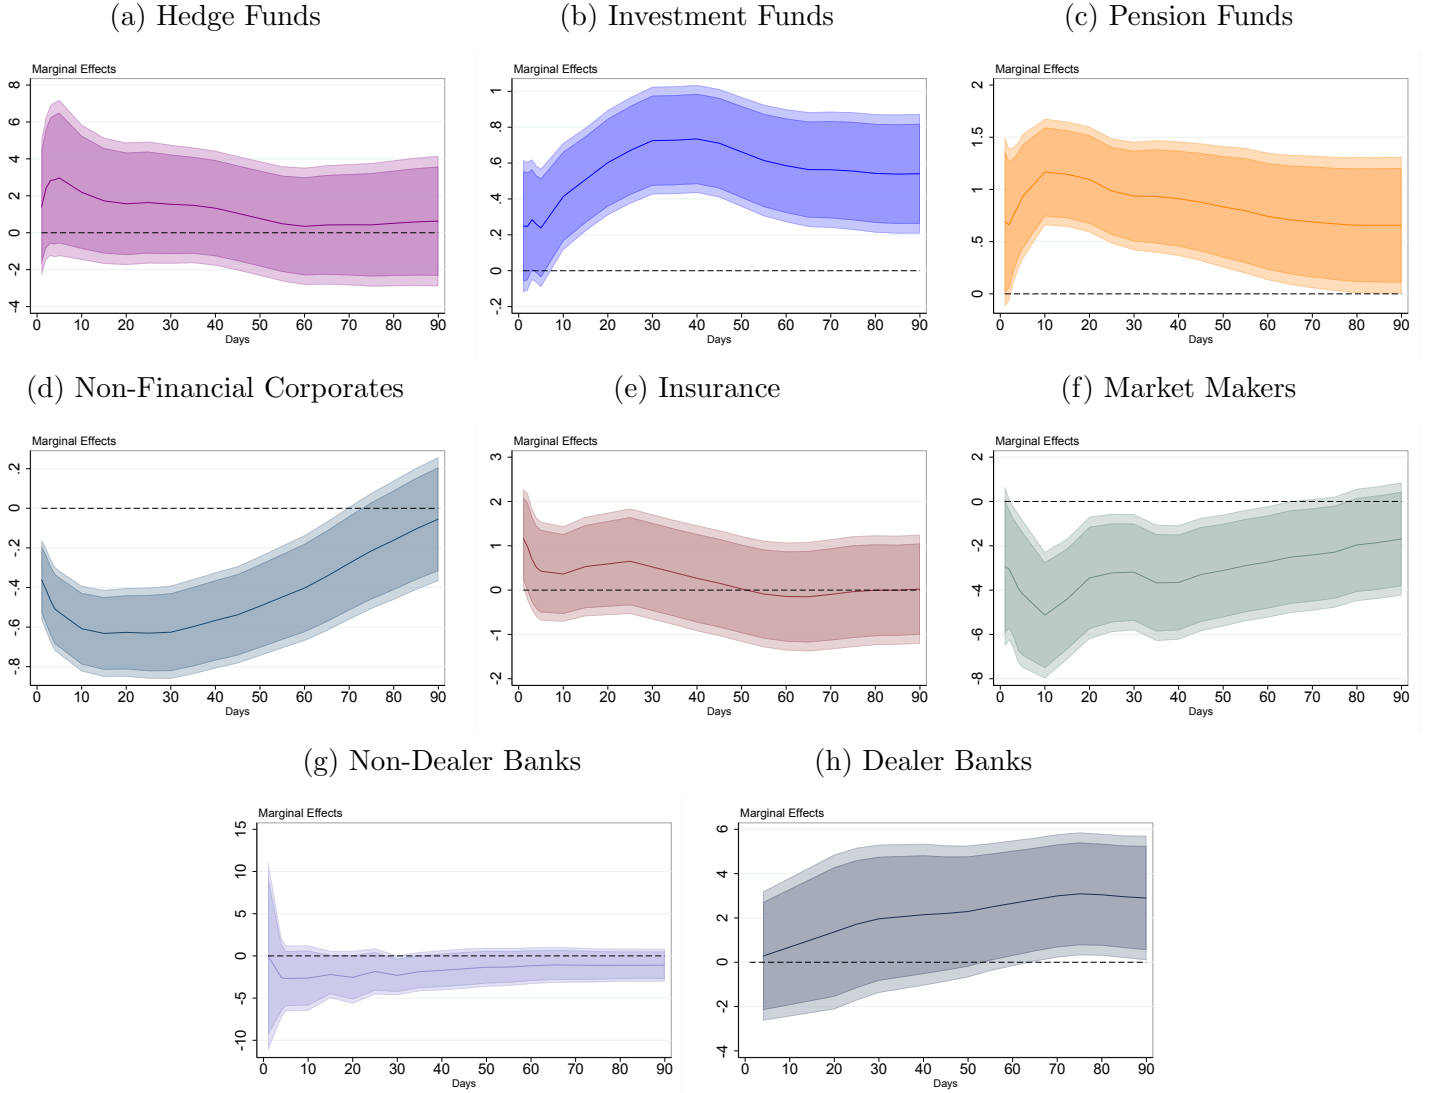 (a) Hedge Funds
(b) Investment Funds
(c) Pension Funds
Marginal Effects
8
6
4
2
0
-2
-4
0 10 20 30 40 50 60 70 80 90
Days
Marginal Effects
1
.8
.6
.4
.2
0
-.2
0 10 20 30 40 50 60 70 80 90
Days
Marginal Effects
2
1.5
1
.5
0
0 10 20 30 40 50 60 70 80 90
Days
(d) Non-Financial Corporates
(e) Insurance
(f) Market Makers
Marginal Effects
.2
0
-.2
-.4
-.6
-.8
0 10 20 30 40 50 60 70 80 90
Days
Marginal Effects
3
2
1
0
-1
-2
0 10 20 30 40 50 60 70 80 90
Days
Marginal Effects
2
0
-2
-4
-6
-8
0 10 20 30 40 50 60 70 80 90
Days
(g) Non-Dealer Banks
(h) Dealer Banks
Marginal Effects
15
10
5
0
-5
-10
0 10 20 30 40 50 60 70 80 90
Days
Marginal Effects
6
4
2
0
-2
-4
0 10 20 30 40 50 60 70 80 90
Days